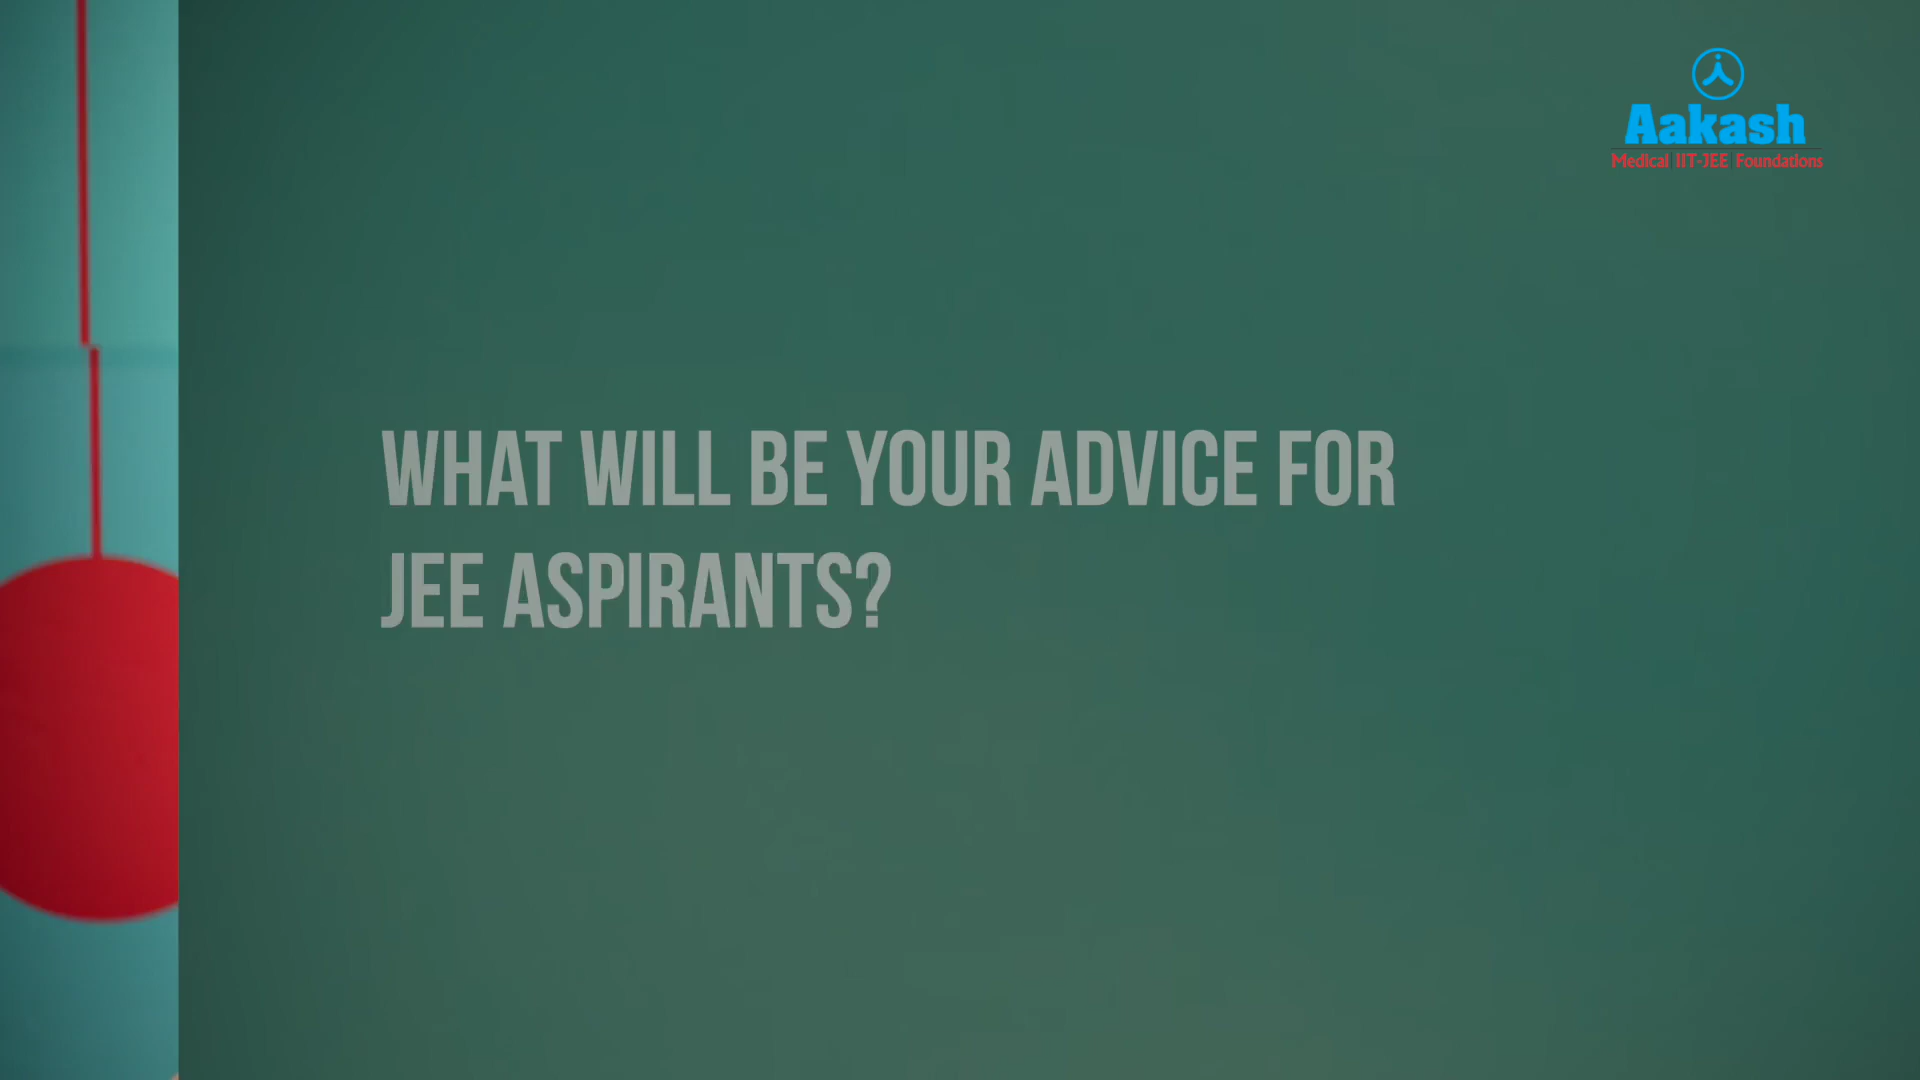 Aakash
Medical IIT-JEE Foundations
WHAT WILL BE YOUR ADVICE FOR
JEE ASPIRANTS?